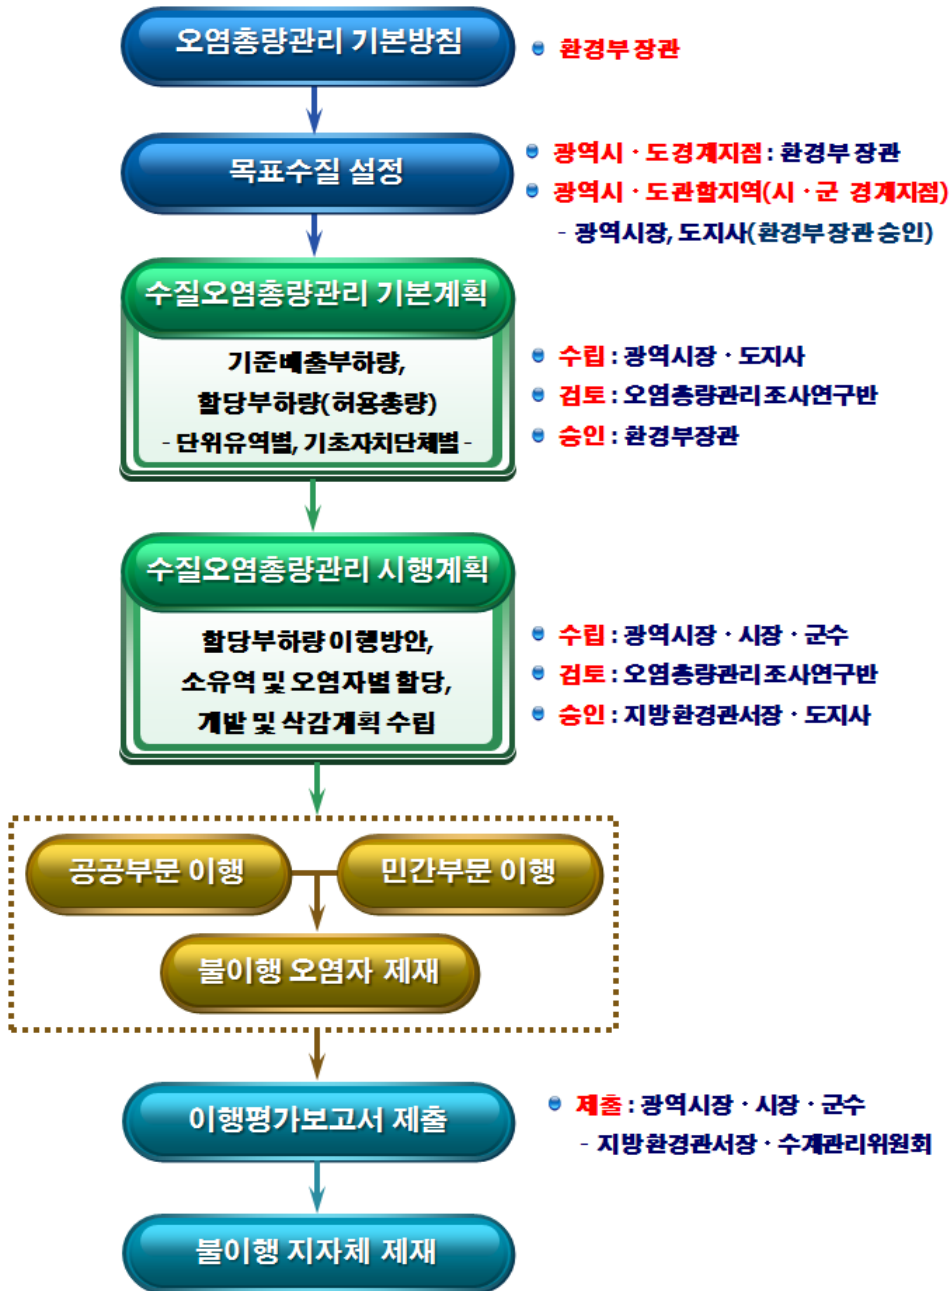 오염총량관리 기본방침
환경부 장관
목표수질 설정
광역시 · 도 경계지점 : 환경부 장관
광역시 · 도 관할지역(시 · 군 경계지점)
- 광역시장, 도지사(환경부 장관 승인)
수질오염총량관리 기본계획
기준배출부하량,
할당부하량(허용총량)
- 단위유역별, 기초자치단체별 -
수립 : 광역시장 · 도지사
검토 : 오염총량관리 조사연구반
승인 : 환경부장관
수질오염총량관리 시행계획
할당부하량 이행방안,
소유역 및 오염자별 할당,
개발 및 삭감계획 수립
수립 : 광역시장 · 시장 · 군수
검토 : 오염총량관리 조사연구반
승인 : 지방환경관서장 · 도지사
공공부문 이행
민간부문 이행
불이행 오염자 제재
이행평가보고서 제출
제출 : 광역시장 · 시장 · 군수
- 지방환경관서장 · 수계관리위원회
불이행 지자체 제재